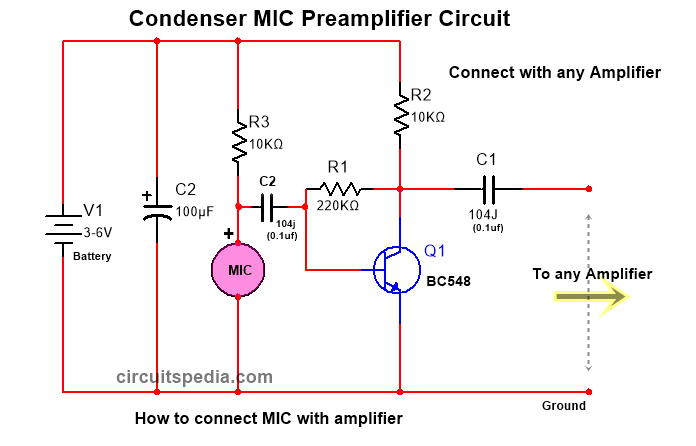 Condenser MIC Preamplifier Circuit
Connect with any Amplifier
R2
10KΩ
R3
10KΩ
C1
R1
C2
C2
100µF
220KΩ
104J
(0.1uf)
104j
(0.1uf)
V1
3-6V
Battery
+
+
MIC
Q1
BC548
To any Amplifier
circuitspedia.com
Ground
How to connect MIC with amplifier